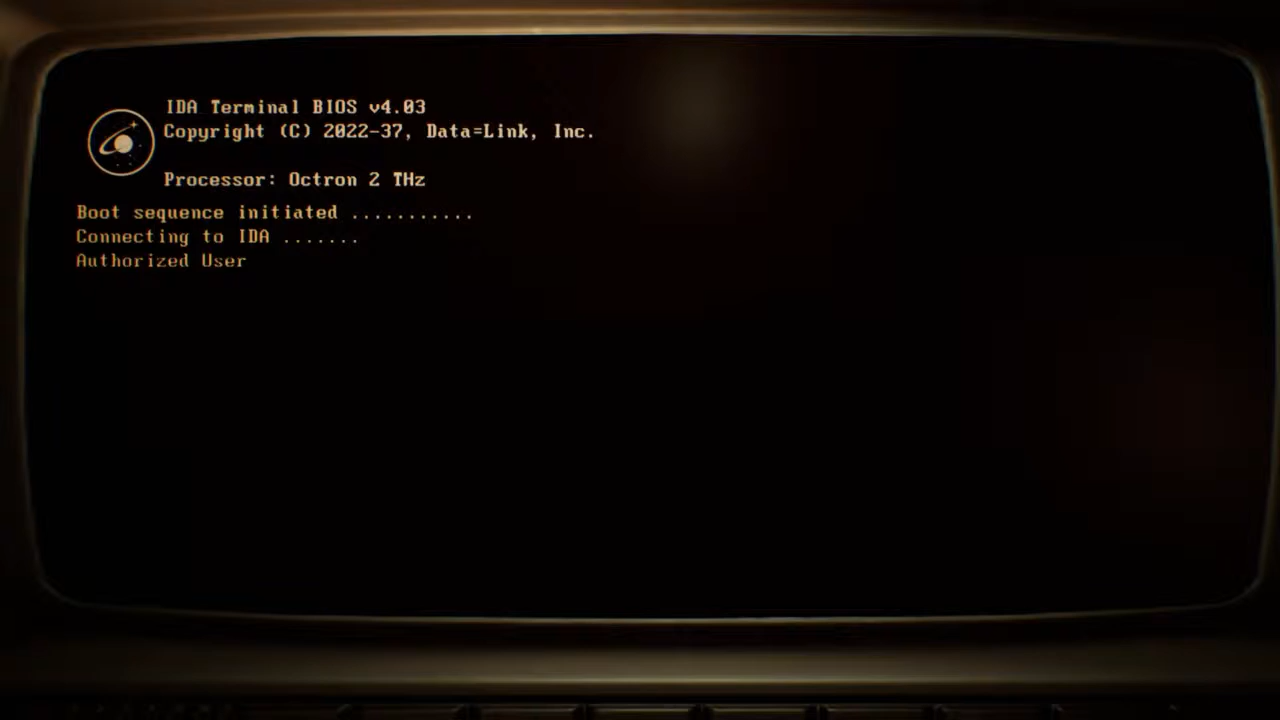 IDA Terminal BIOS v4.03
Copyright (C) 2022-37, Data=Link, Inc.
Processor: Octron 2 THz
Boot sequence initiated ...........
Connecting to IDA .......
Authorized User